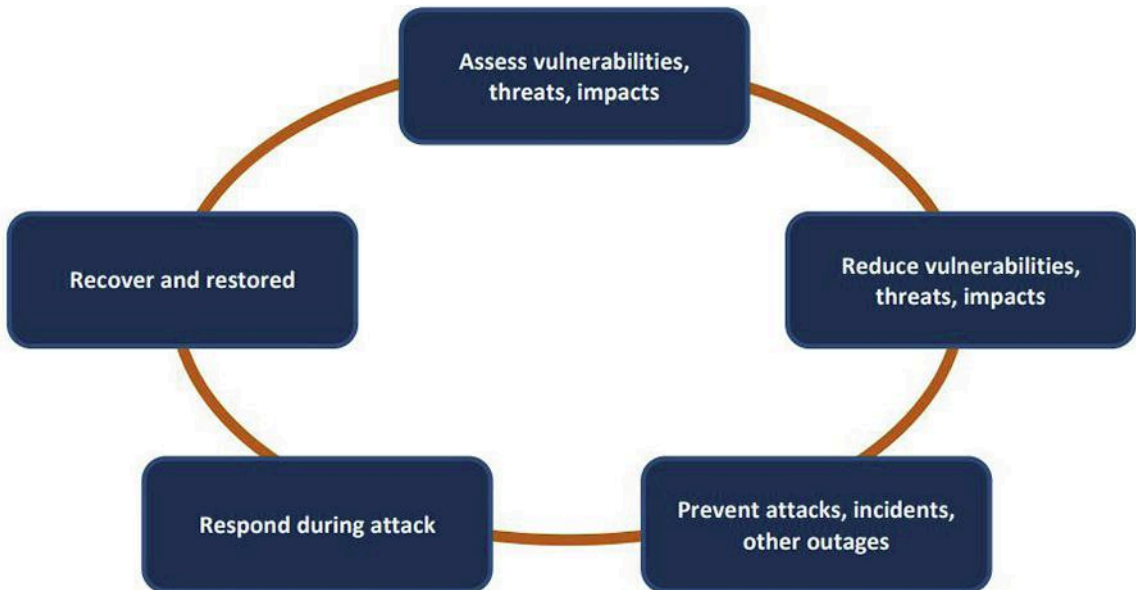 Assess vulnerabilities,
threats, impacts
Recover and restored
Reduce vulnerabilities,
threats, impacts
Respond during attack
Prevent attacks, incidents,
other outages